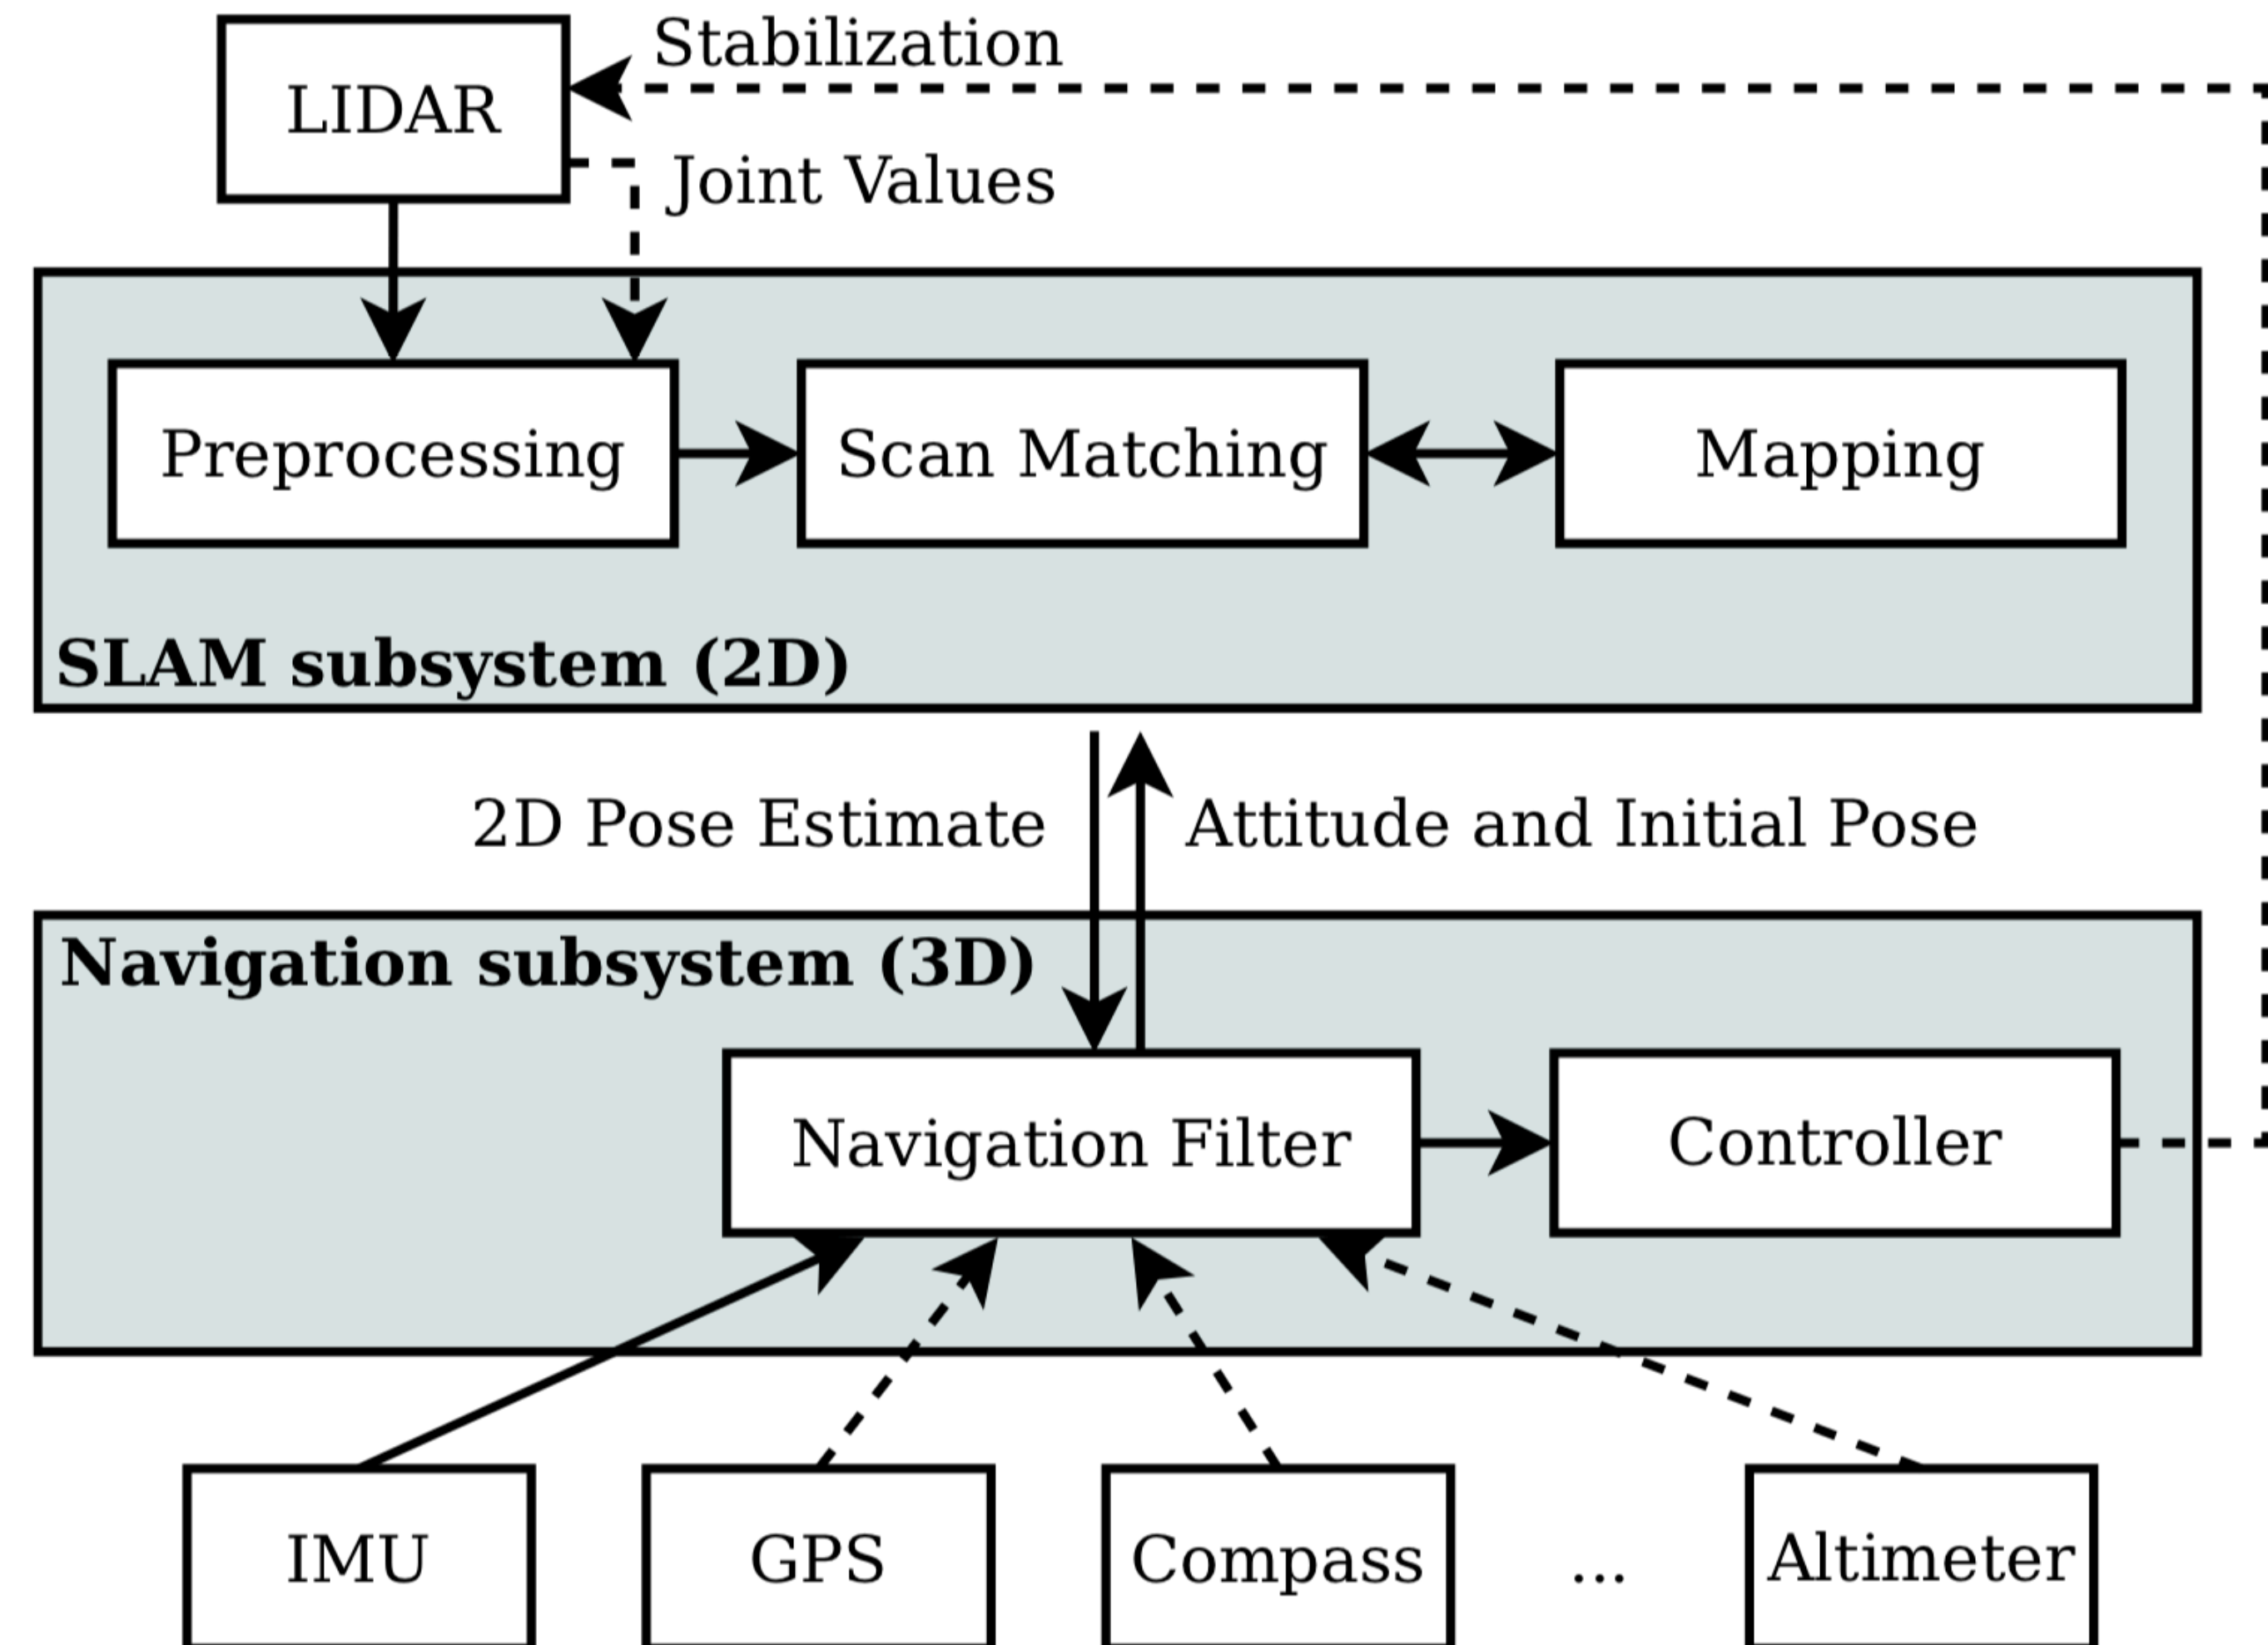 Stabilization
LIDAR
Joint Values
Preprocessing
Scan Matching
Mapping
SLAM subsystem (2D)
2D Pose Estimate
Attitude and Initial Pose
Navigation subsystem (3D)
Navigation Filter
Controller
IMU
GPS
Compass
...
Altimeter